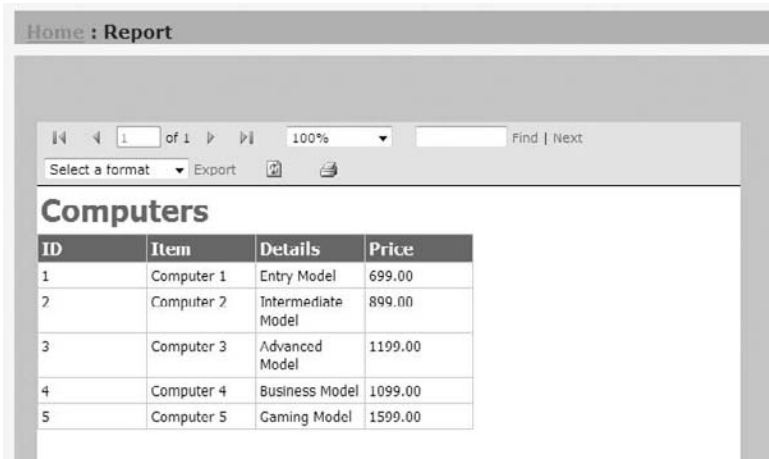 Home : Report
1 of 1 100% Find | Next
Select a format Export
Computers
ID Item Details Price
1 Computer 1 Entry Model 699.00
2 Computer 2 Intermediate 899.00
Model
3 Computer 3 Advanced 1199.00
Model
4 Computer 4 Business Model 1099.00
5 Computer 5 Gaming Model 1599.00